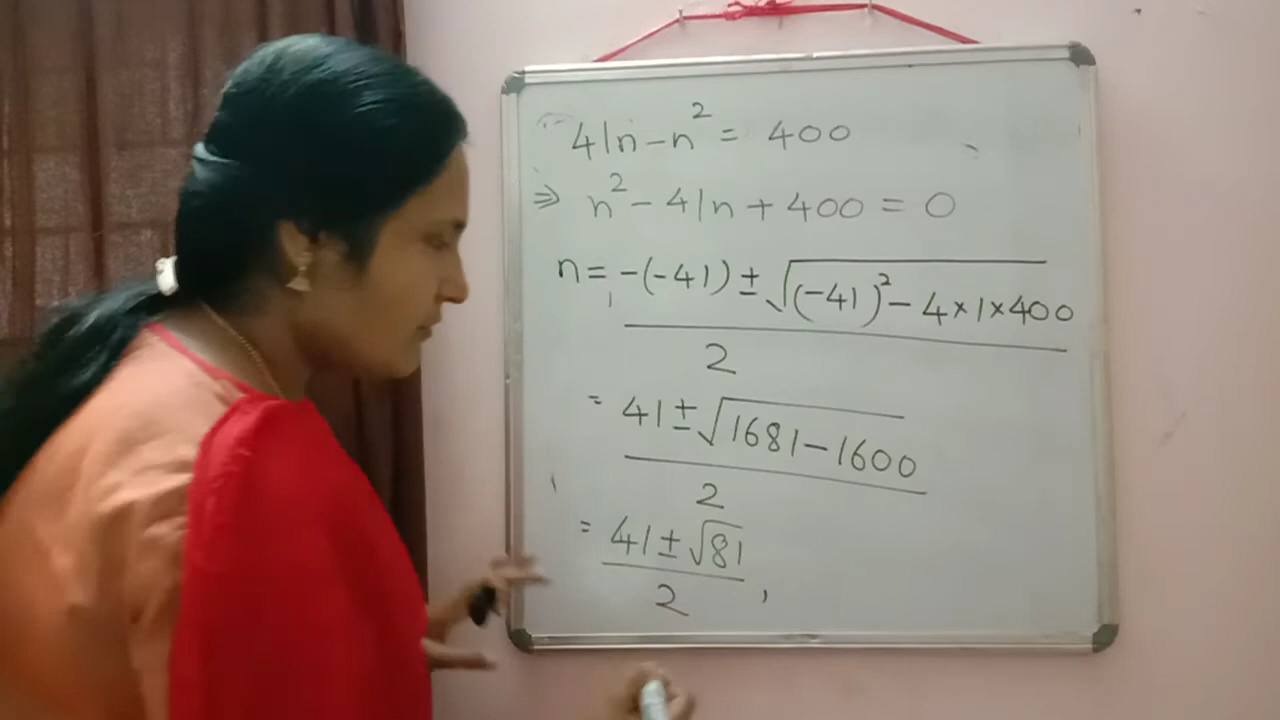 41n - n² = 400
⇒ n² - 41n + 400 = 0
n = -(-41) ± √(-41)² - 4×1×400
2
= 41 ± √1681 - 1600
2
= 41 ± √81
2 ,